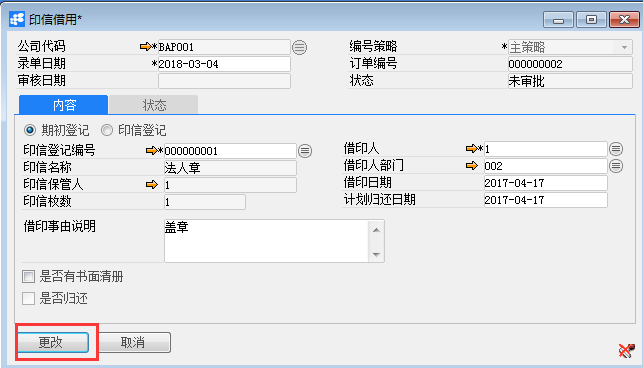 印信借用*
公司代码 *BAP001 编号策略 *主策略
录单日期 *2018-03-04 订单编号 000000002
审核日期 状态 未审批
内容 状态
期初登记 印信登记
印信登记编号 *000000001 借印人 *1
印信名称 法人章 借印人部门 002
印信保管人 1 借印日期 2017-04-17
印信枚数 1 计划归还日期 2017-04-17
借印事由说明 盖章
是否有书面清册
是否归还
更改 取消